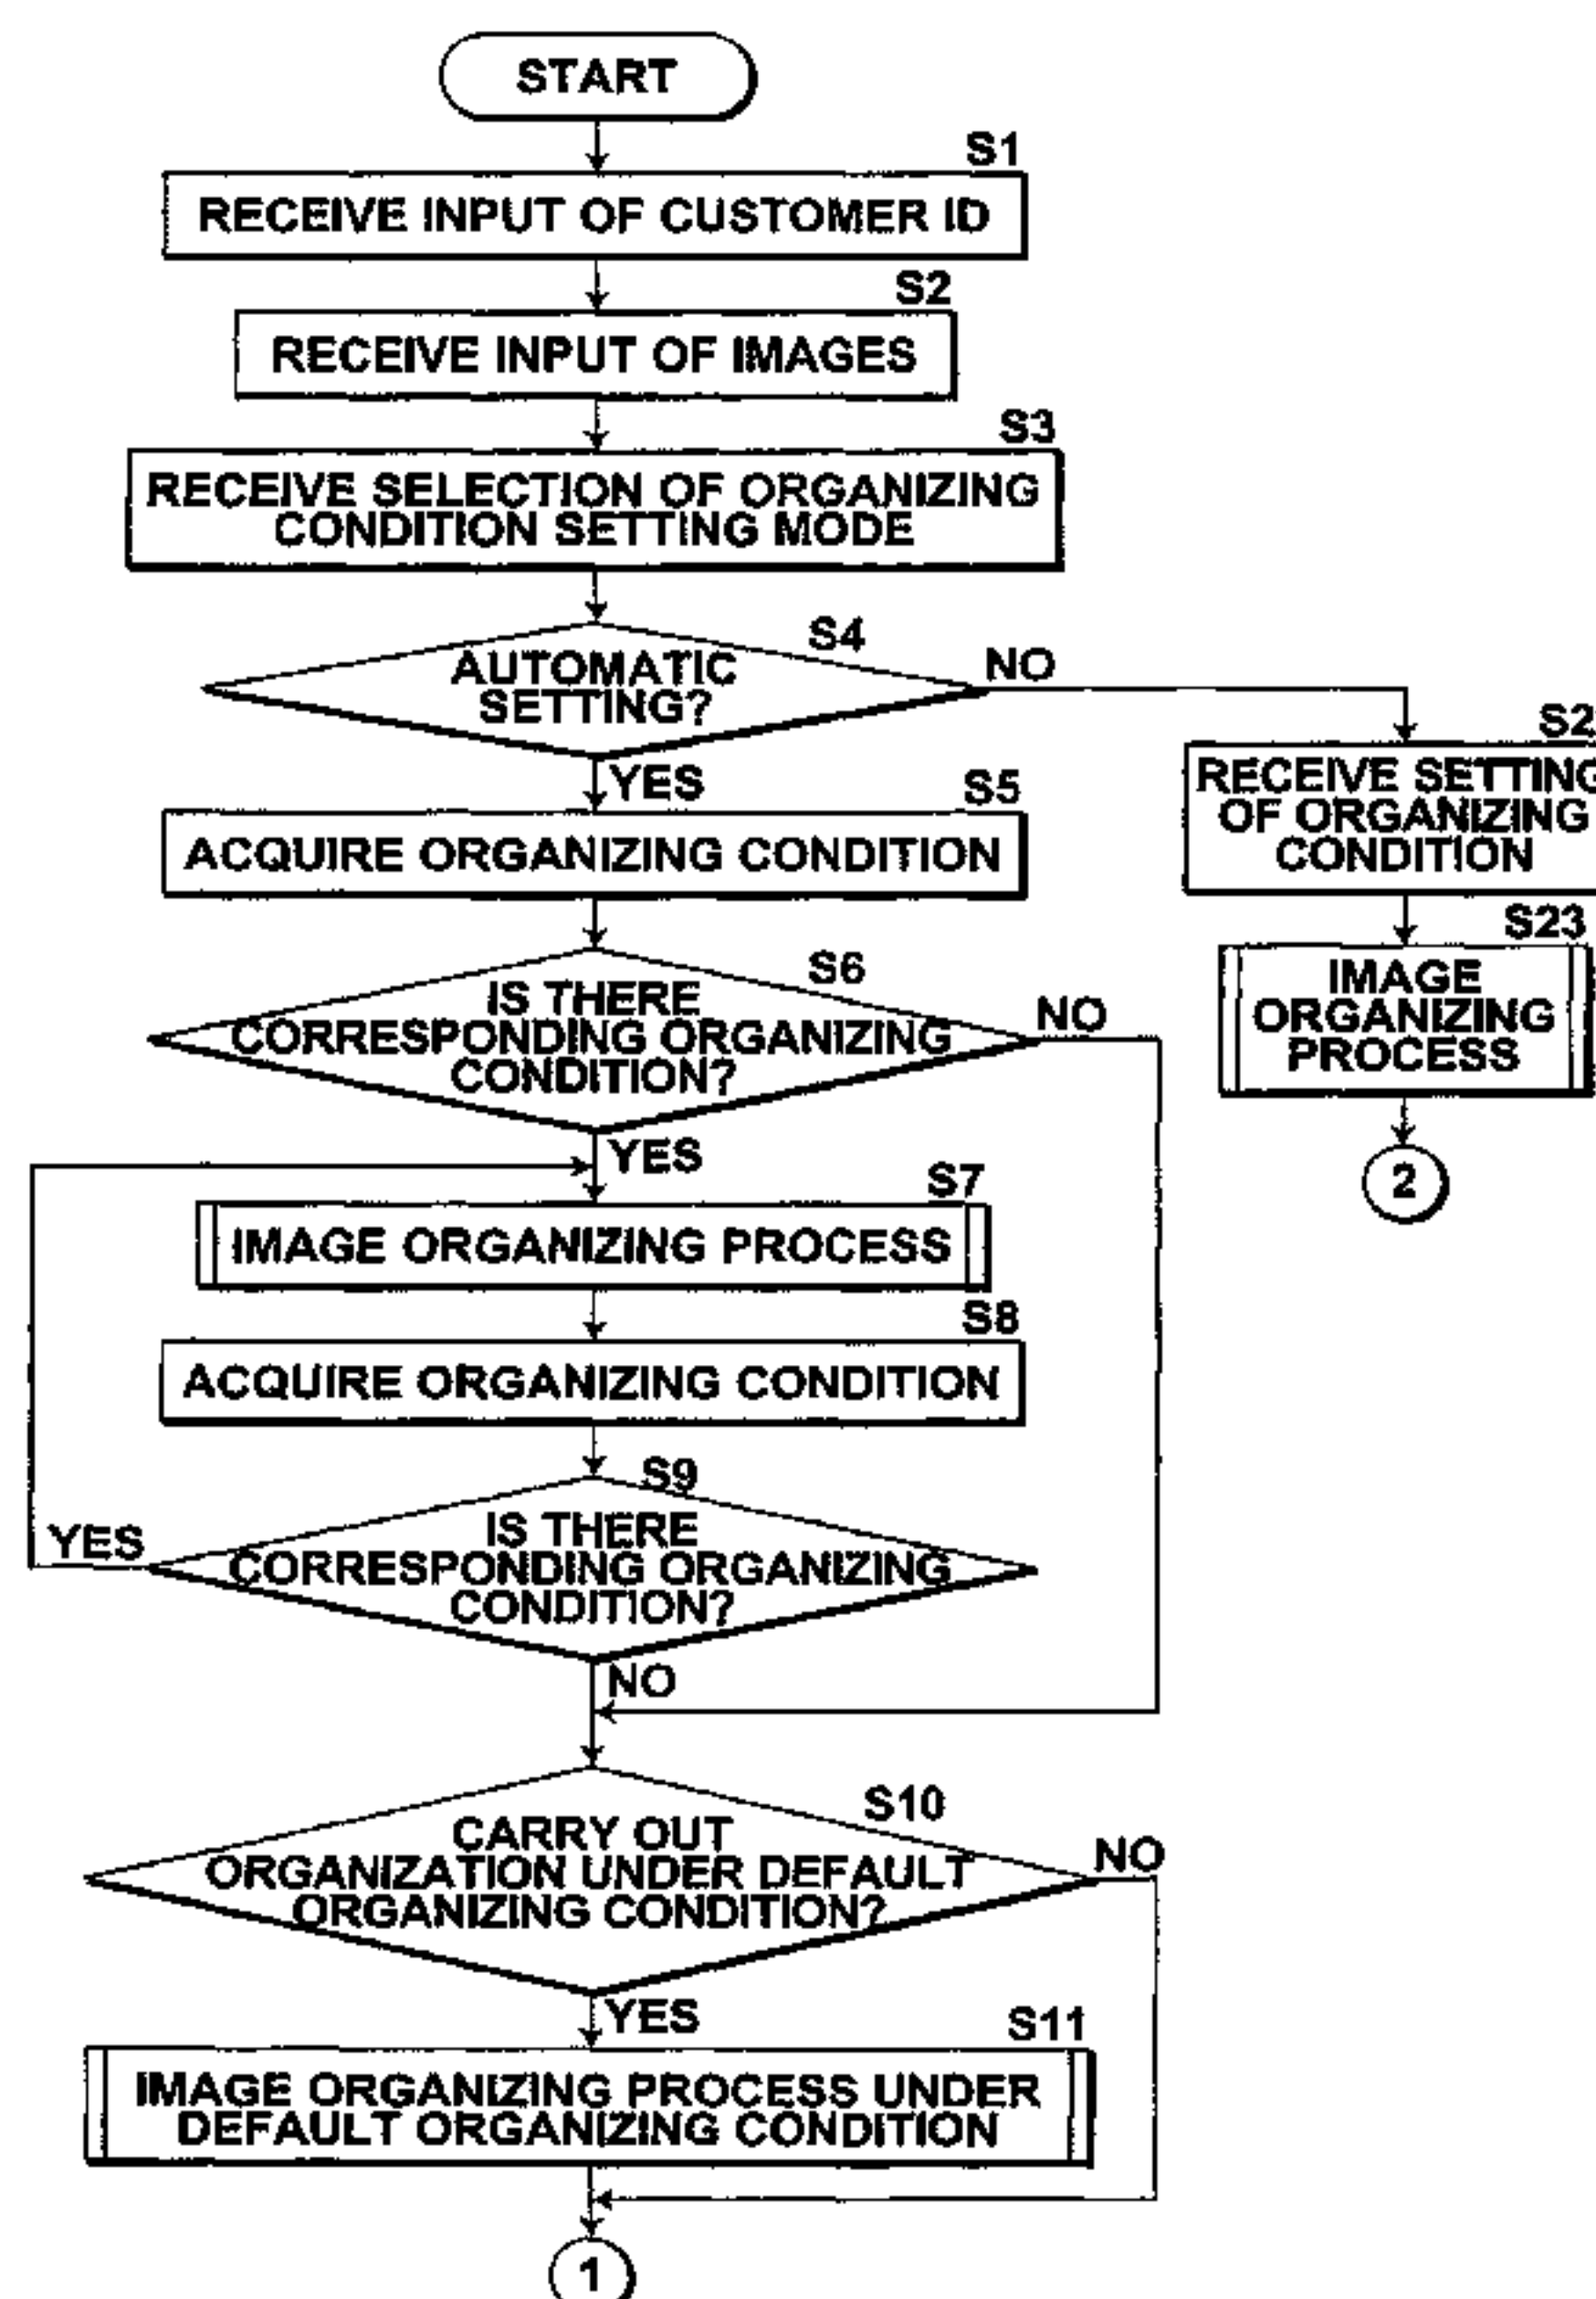 START
S1
RECEIVE INPUT OF CUSTOMER ID
S2
RECEIVE INPUT OF IMAGES
S3
RECEIVE SELECTION OF ORGANIZING
CONDITION SETTING MODE
S4
AUTOMATIC
SETTING?
NO
YES
S2
RECEIVE SETTING
OF ORGANIZING
CONDITION
S23
IMAGE
ORGANIZING
PROCESS
2
S5
ACQUIRE ORGANIZING CONDITION
S6
IS THERE
CORRESPONDING ORGANIZING
CONDITION?
NO
YES
S7
IMAGE ORGANIZING PROCESS
S8
ACQUIRE ORGANIZING CONDITION
S9
IS THERE
CORRESPONDING ORGANIZING
CONDITION?
YES
NO
S10
CARRY OUT
ORGANIZATION UNDER DEFAULT
ORGANIZING CONDITION?
NO
YES
S11
IMAGE ORGANIZING PROCESS UNDER
DEFAULT ORGANIZING CONDITION
1